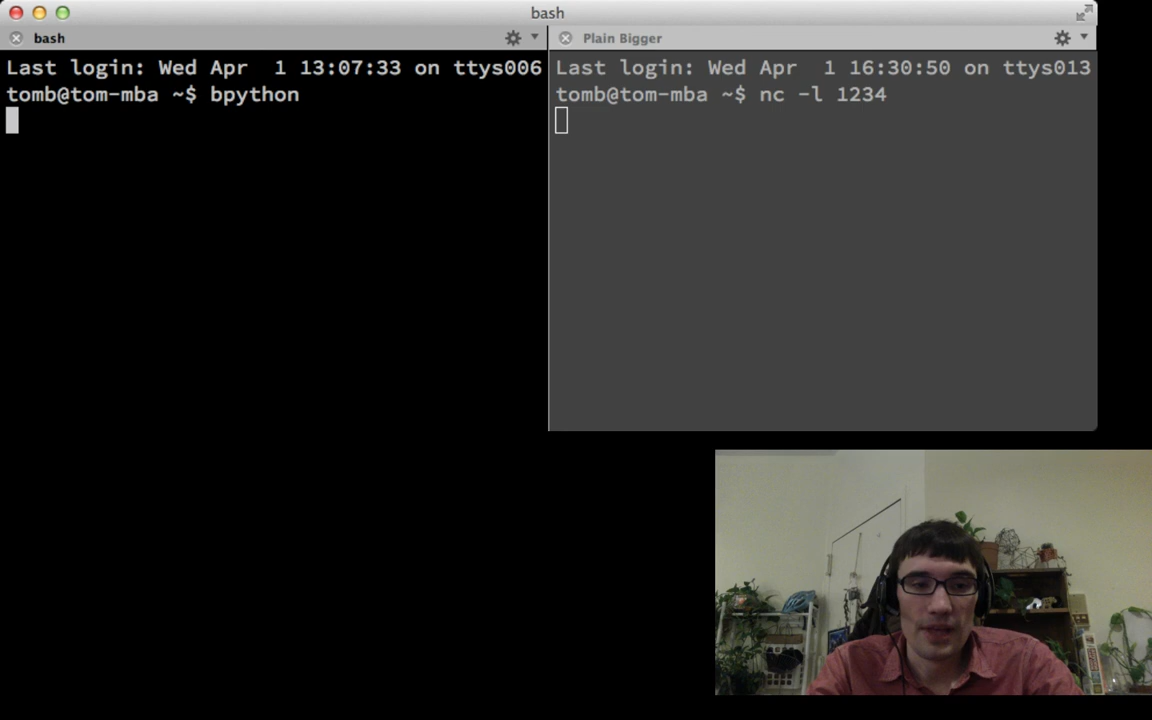 bash
bash
Plain Bigger
Last login: Wed Apr  1 13:07:33 on ttys006
tomb@tom-mba ~$ bpython
Last login: Wed Apr  1 16:30:50 on ttys013
tomb@tom-mba ~$ nc -l 1234